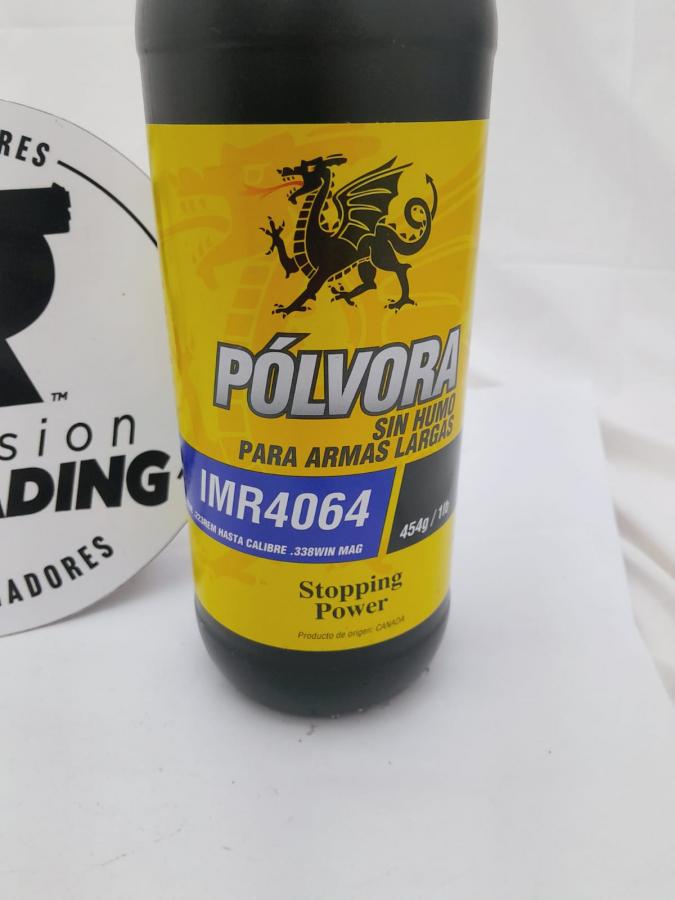 PÓLVORA
SIN HUMO
PARA ARMAS LARGAS
IMR4064
.223REM HASTA CALIBRE .338WIN MAG
454g / 1lb
Stopping
Power
Producto de origen: CANADA
RES
R
TM
sion
ADING
ADORES